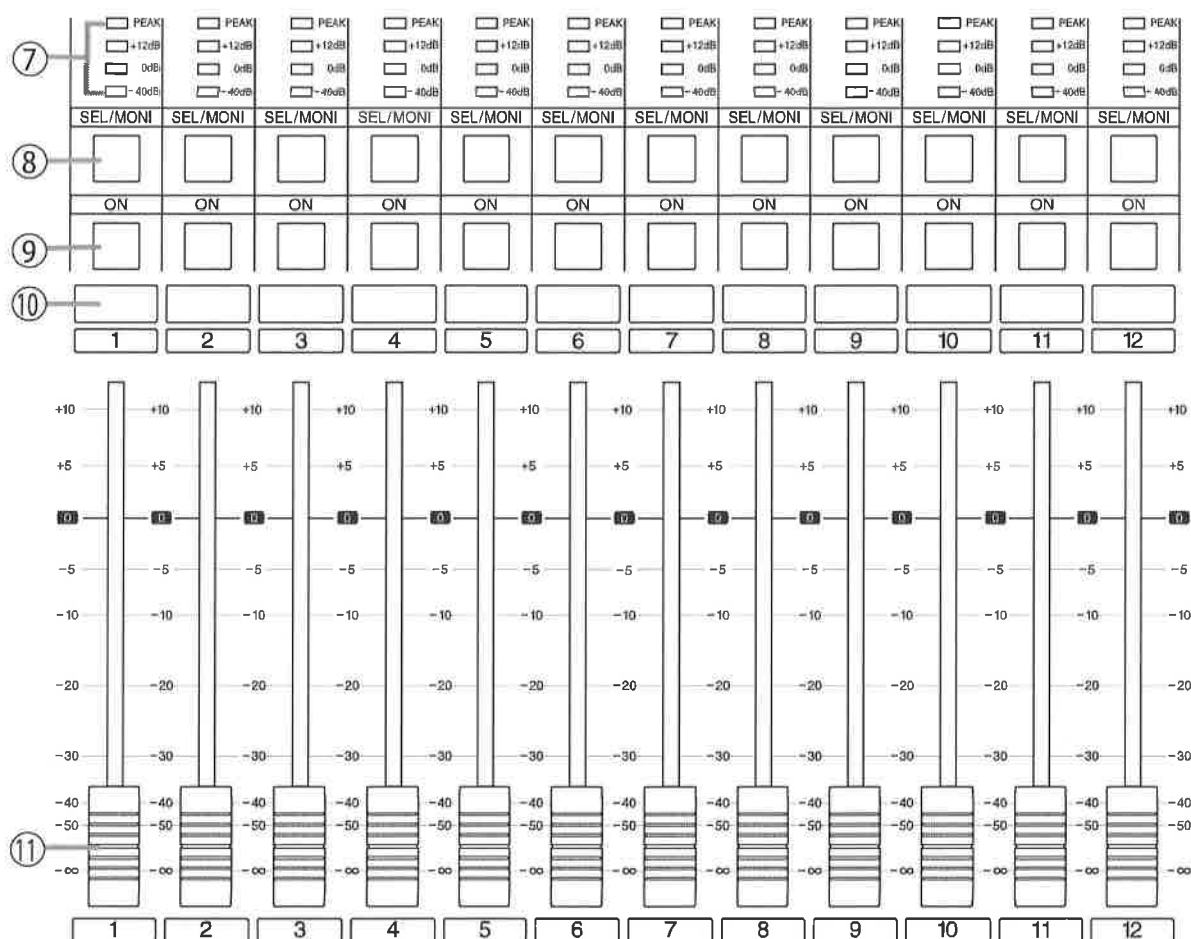 PEAK PEAK PEAK PEAK PEAK PEAK PEAK PEAK PEAK PEAK PEAK PEAK
⑦ +12dB +12dB +12dB +12dB +12dB +12dB +12dB +12dB +12dB +12dB +12dB +12dB
0dB 0dB 0dB 0dB 0dB 0dB 0dB 0dB 0dB 0dB 0dB 0dB
-40dB -40dB -40dB -40dB -40dB -40dB -40dB -40dB -40dB -40dB -40dB -40dB
SEL/MONI SEL/MONI SEL/MONI SEL/MONI SEL/MONI SEL/MONI SEL/MONI SEL/MONI SEL/MONI SEL/MONI SEL/MONI SEL/MONI
⑧
ON ON ON ON ON ON ON ON ON ON ON ON
⑨
⑩
1 2 3 4 5 6 7 8 9 10 11 12
+10 +10 +10 +10 +10 +10 +10 +10 +10 +10 +10 +10 +10
+5 +5 +5 +5 +5 +5 +5 +5 +5 +5 +5 +5 +5
0 0 0 0 0 0 0 0 0 0 0 0 0
-5 -5 -5 -5 -5 -5 -5 -5 -5 -5 -5 -5 -5
-10 -10 -10 -10 -10 -10 -10 -10 -10 -10 -10 -10 -10
-20 -20 -20 -20 -20 -20 -20 -20 -20 -20 -20 -20 -20
-30 -30 -30 -30 -30 -30 -30 -30 -30 -30 -30 -30 -30
-40 -40 -40 -40 -40 -40 -40 -40 -40 -40 -40 -40 -40
-50 -50 -50 -50 -50 -50 -50 -50 -50 -50 -50 -50 -50
⑪
-∞ -∞ -∞ -∞ -∞ -∞ -∞ -∞ -∞ -∞ -∞ -∞ -∞
1 2 3 4 5 6 7 8 9 10 11 12